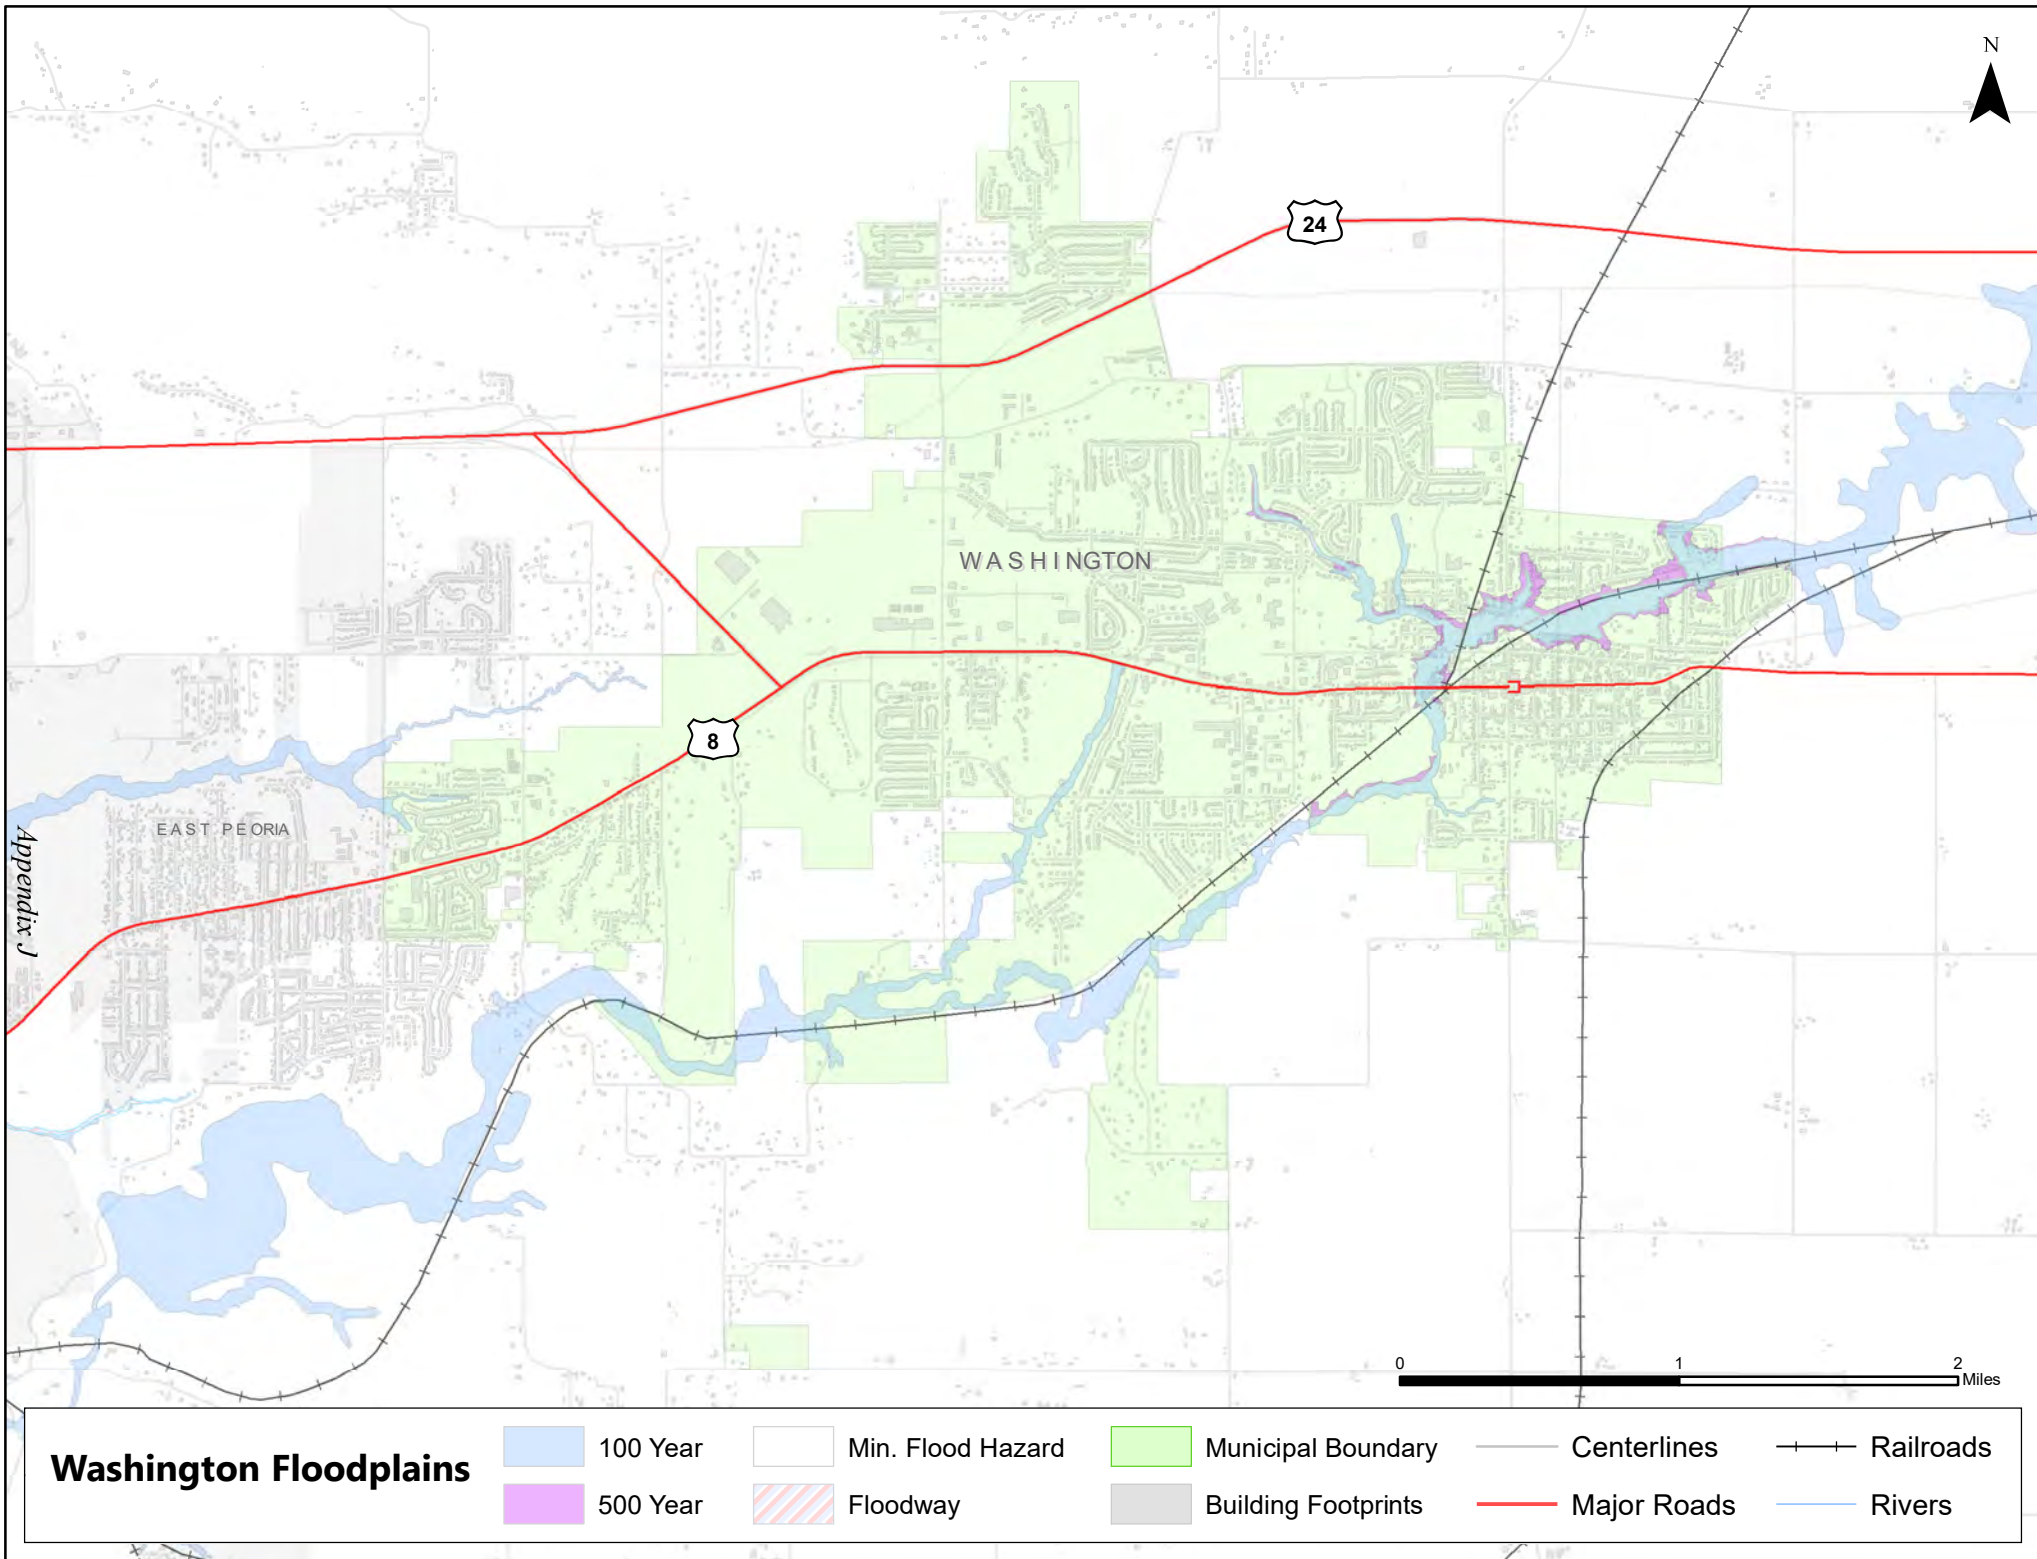 N
24
WASHINGTON
8
EAST PEORIA
Appendix J
0 1 2
Miles
Washington Floodplains
100 Year
500 Year
Min. Flood Hazard
Floodway
Municipal Boundary
Building Footprints
Centerlines
Major Roads
Railroads
Rivers